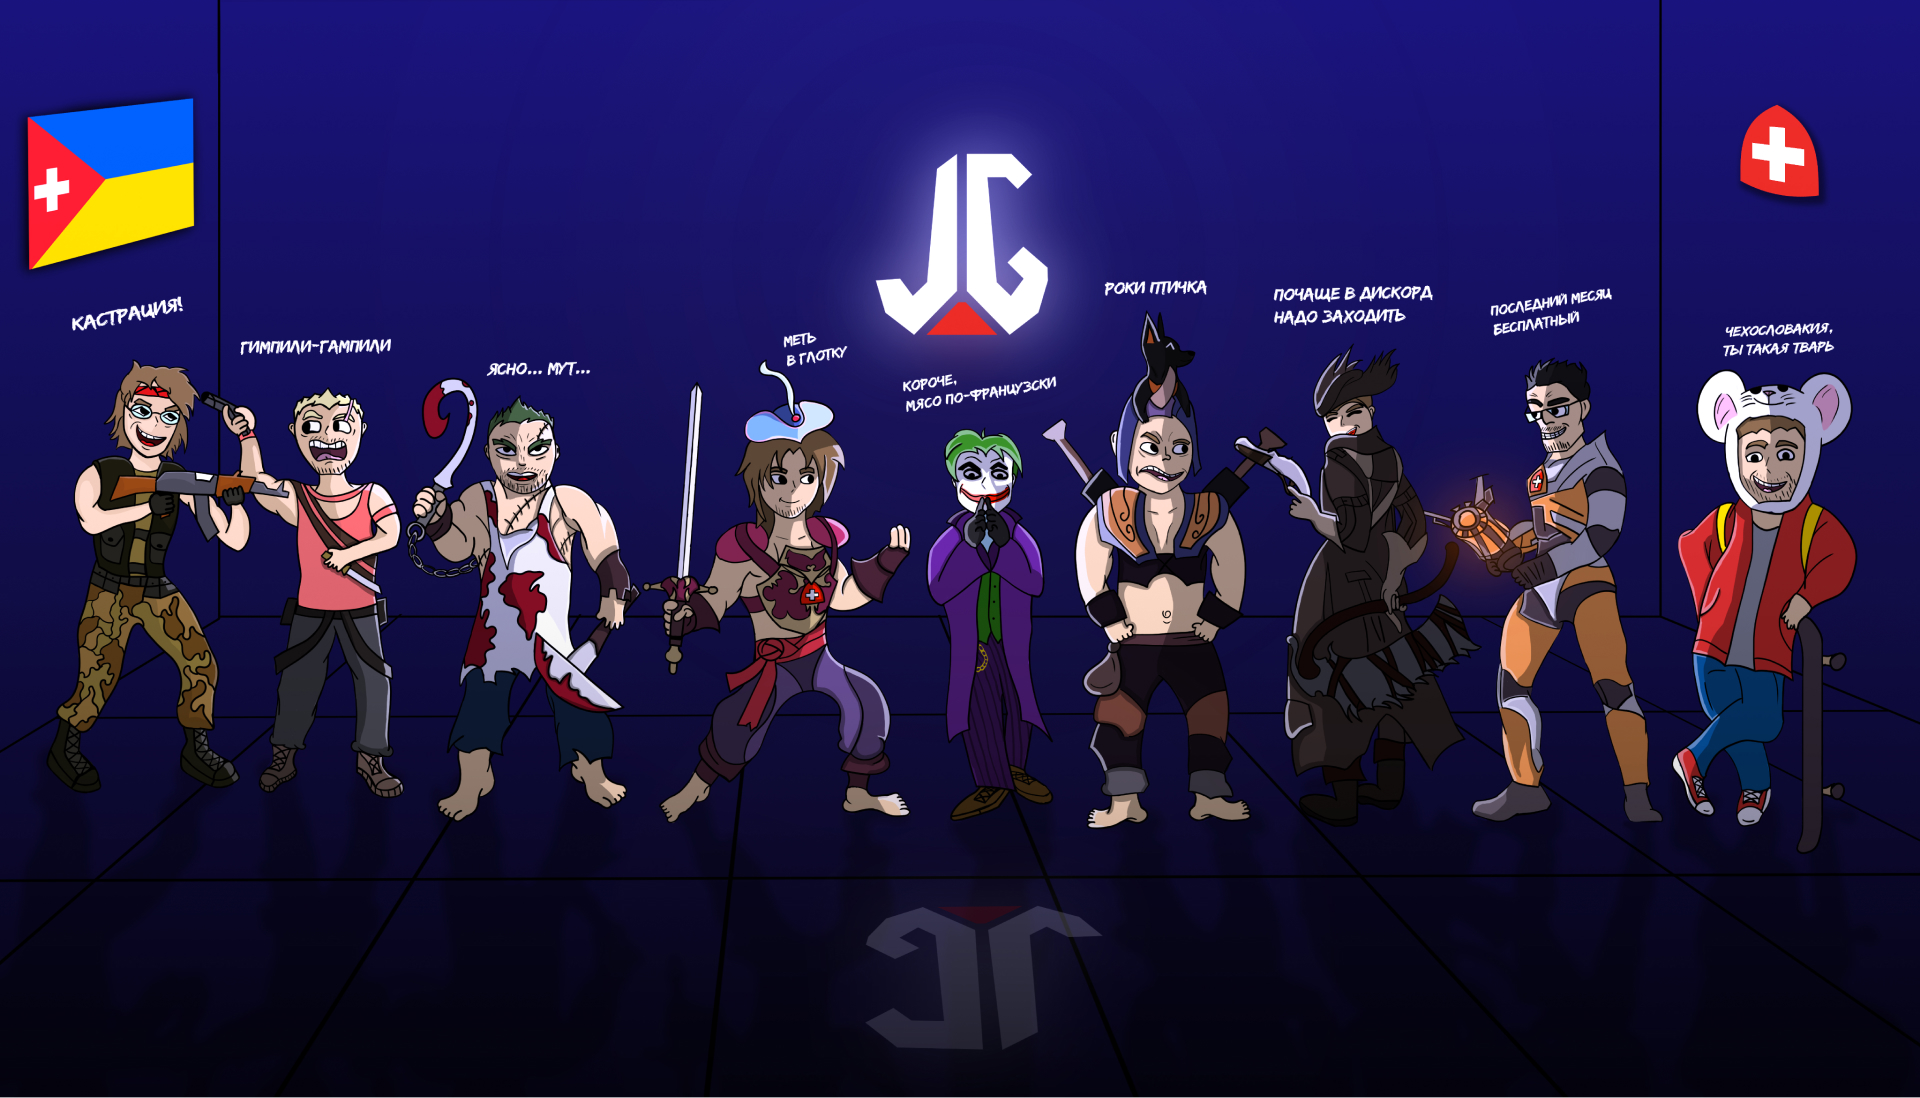 КАСТРАЦИЯ!
ГИМПИЛИ-ГАМПИЛИ
ЯСНО... МУТ...
МЕТЬ
В ГЛОТКУ
JG
КОРОЧЕ,
МЯСО ПО-ФРАНЦУЗСКИ
РОКИ ПТИЧКА
ПОЧАЩЕ В ДИСКОРД
НАДО ЗАХОДИТЬ
ПОСЛЕДНИЙ МЕСЯЦ
БЕСПЛАТНЫЙ
ЧЕХОСЛОВАКИЯ,
ТЫ ТАКАЯ ТВАРЬ